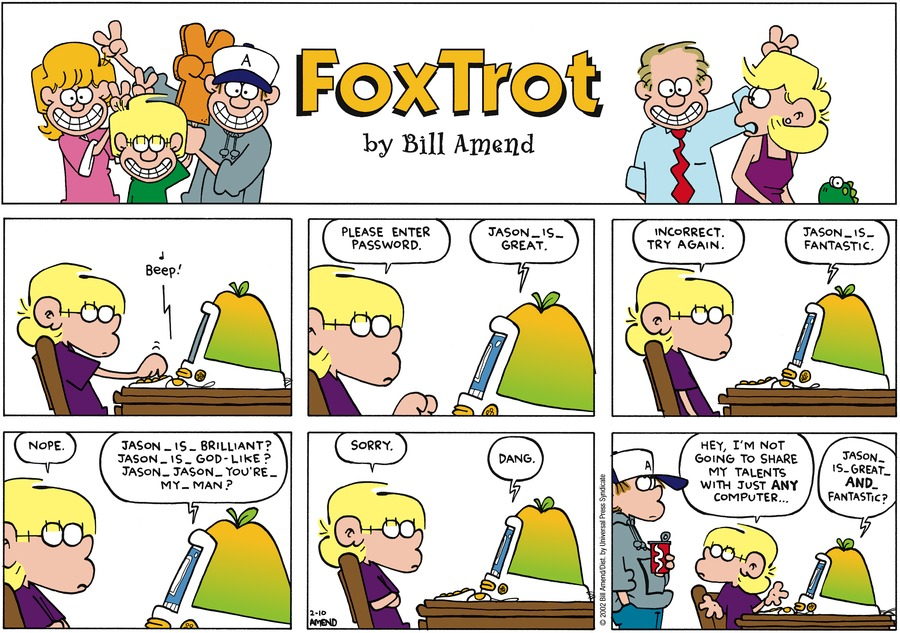 A
FoxTrot
by Bill Amend
♩
Beep!
PLEASE ENTER
PASSWORD.
JASON_IS_
GREAT.
INCORRECT.
TRY AGAIN.
JASON_IS_
FANTASTIC.
NOPE.
JASON_IS_BRILLIANT?
JASON_IS_GOD-LIKE?
JASON_JASON_YOU'RE_
MY_MAN?
SORRY.
DANG.
2-10
AMEND
© 2002 Bill Amend/Dist. by Universal Press Syndicate
A
HEY, I'M NOT
GOING TO SHARE
MY TALENTS
WITH JUST ANY
COMPUTER...
JASON_
IS_GREAT_
AND_
FANTASTIC?